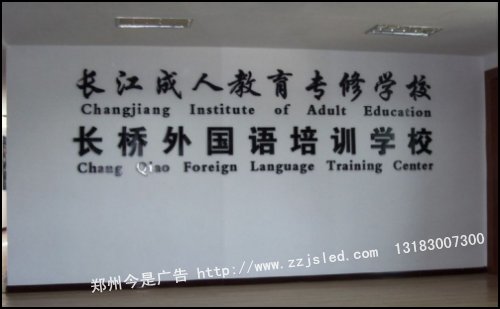 长江成人教育专修学校
Changjiang Institute of Adult Education
长桥外国语培训学校
Chang Qiao Foreign Language Training Center
郑州今是广告 http://www.zzjsled.com 13183007300